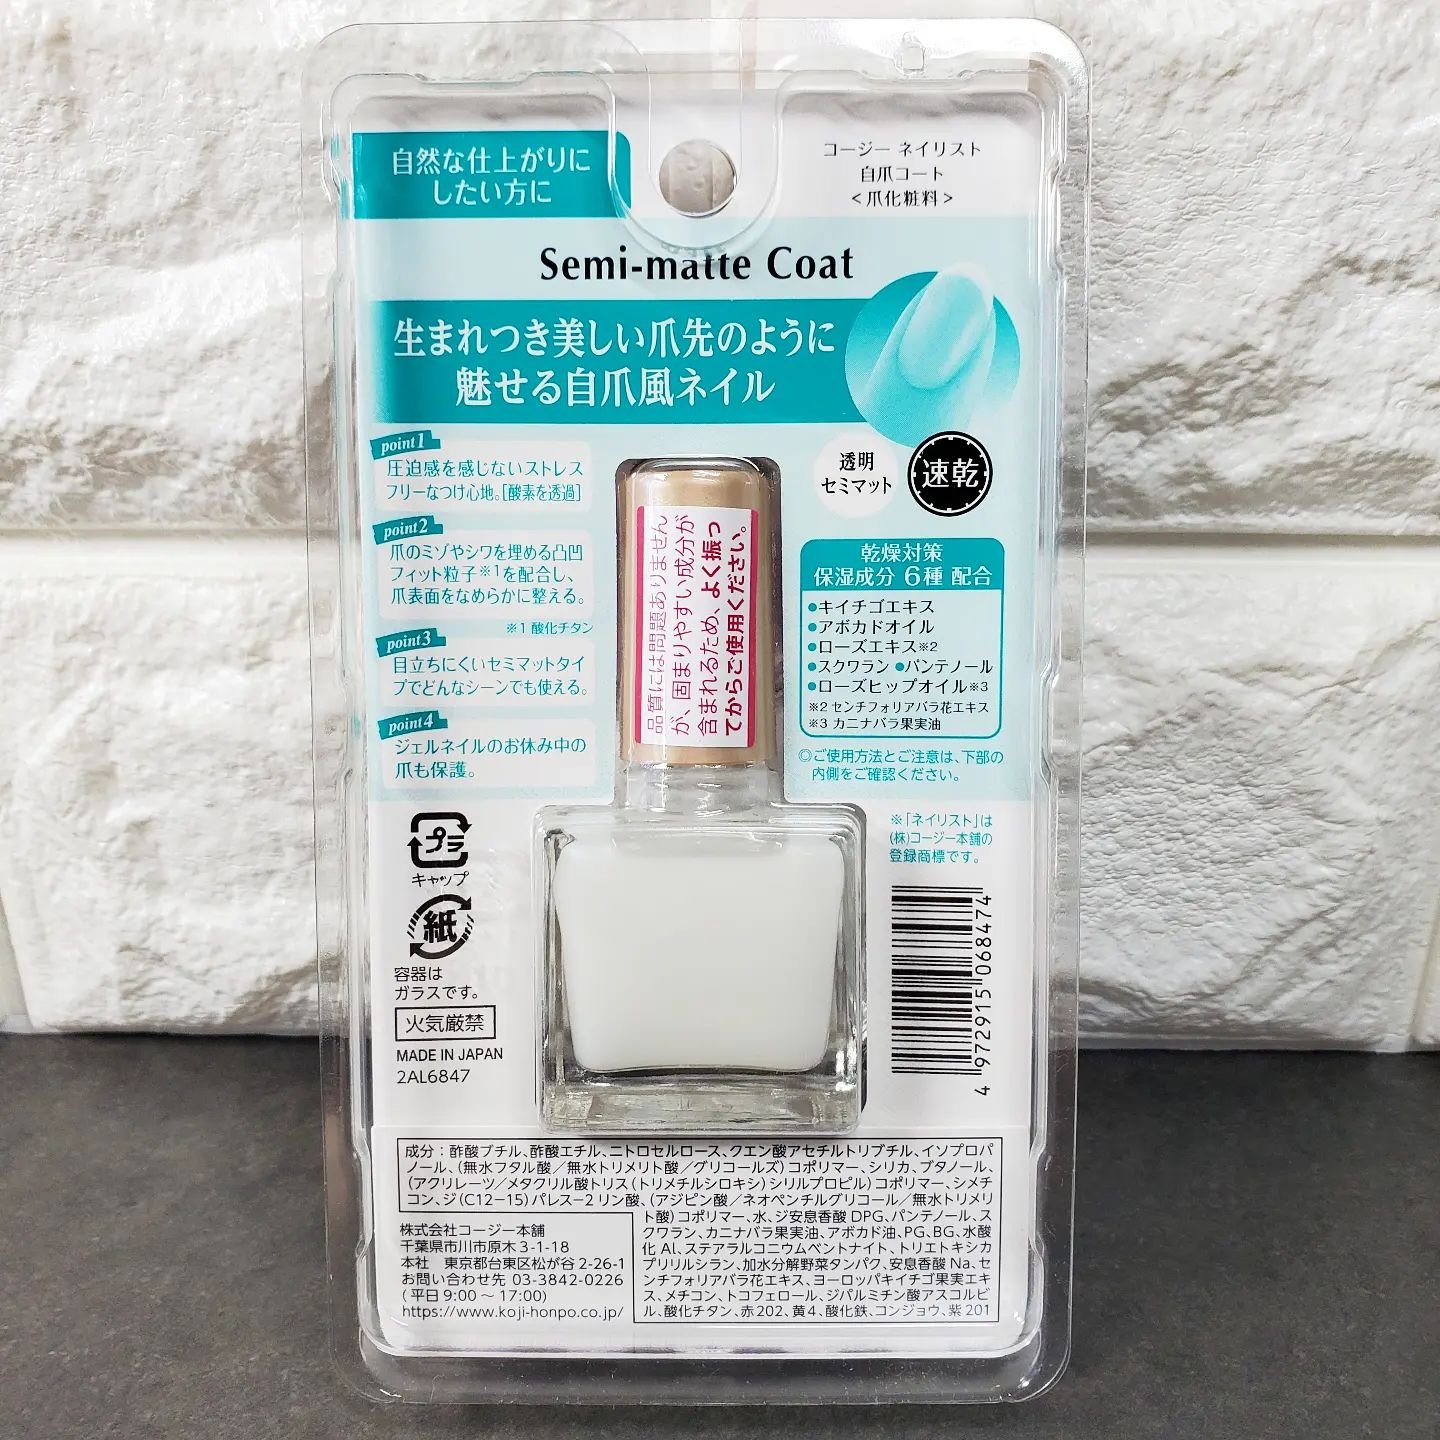 自然な仕上がりに
したい方に
コージー ネイリスト
自爪コート
<爪化粧料>
Semi-matte Coat
生まれつき美しい爪先のように
魅せる自爪風ネイル
point1
圧迫感を感じないストレス
フリーなつけ心地。[酸素を透過]
point2
爪のミゾやシワを埋める凸凹
フィット粒子※1を配合し、
爪表面をなめらかに整える。
※1 酸化チタン
point3
目立ちにくいセミマットタイ
プでどんなシーンでも使える。
point4
ジェルネイルのお休み中の
爪も保護。
品質には問題ありません
が、固まりやすい成分が
含まれるため、よく振っ
てからご使用ください。
透明
セミマット
速乾
乾燥対策
保湿成分 6種 配合
●キイチゴエキス
●アボカドオイル
●ローズエキス※2
●スクワラン ●パンテノール
●ローズヒップオイル※3
※2 センチフォリアバラ花エキス
※3 カニナバラ果実油
◎ご使用方法とご注意は、下部の
内側をご確認ください。
※「ネイリスト」は
(株)コージー本舗の
登録商標です。
プラ
キャップ
紙
容器は
ガラスです。
火気厳禁
MADE IN JAPAN
2AL6847
4 972915 068474
成分：酢酸ブチル、酢酸エチル、ニトロセルロース、クエン酸アセチルトリブチル、イソプロパ
ノール、(無水フタル酸／無水トリメリト酸／グリコールズ)コポリマー、シリカ、ブタノール、
(アクリレーツ／メタクリル酸トリス(トリメチルシロキシ)シリルプロピル)コポリマー、シメチ
コン、ジ(C12-15)パレス-2リン酸、(アジピン酸／ネオペンチルグリコール／無水トリメリ
ト酸)コポリマー、水、ジ安息香酸DPG、パンテノール、ス
クワラン、カニナバラ果実油、アボカド油、PG、BG、水酸
化Al、ステアラルコニウムベントナイト、トリエトキシカ
プリリルシラン、加水分解野菜タンパク、安息香酸Na、セ
ンチフォリアバラ花エキス、ヨーロッパキイチゴ果実エキ
ス、メチコン、トコフェロール、ジパルミチン酸アスコルビ
ル、酸化チタン、赤202、黄4、酸化鉄、コンジョウ、紫201
株式会社コージー本舗
千葉県市川市原木3-1-18
本社 東京都台東区松が谷2-26-1
お問い合わせ先 03-3842-0226
(平日9:00～17:00)
https://www.koji-honpo.co.jp/